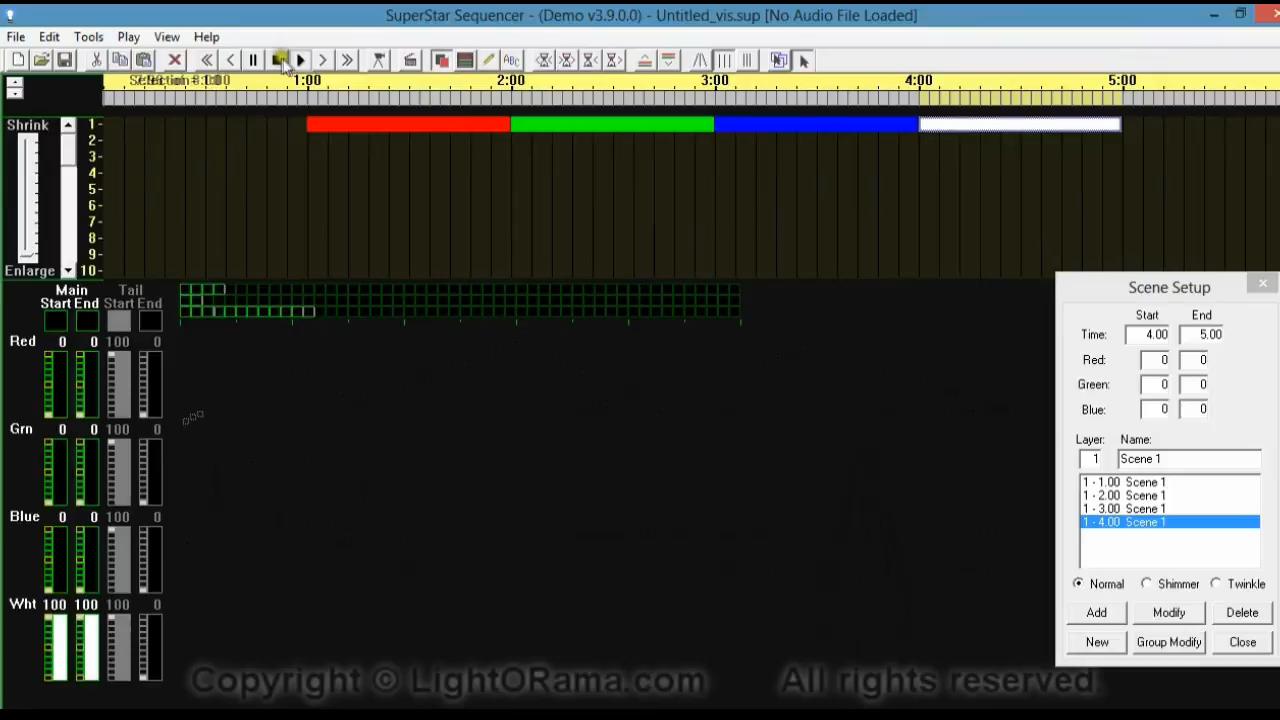 SuperStar Sequencer - (Demo v3.9.0.0) - Untitled_vis.sup [No Audio File Loaded]
File Edit Tools Play View Help
ABC
1:00 2:00 3:00 4:00 5:00
Shrink
1
2
3
4
5
6
7
8
9
Enlarge 10
Main Tail
Start End Start End
Red 0 0 100 0
Grn 0 0 100 0
Blue 0 0 100 0
Wht 100 100 100 0
Scene Setup
Start End
Time: 4.00 5.00
Red: 0 0
Green: 0 0
Blue: 0 0
Layer: Name:
1 Scene 1
1 - 1.00 Scene 1
1 - 2.00 Scene 1
1 - 3.00 Scene 1
1 - 4.00 Scene 1
Normal Shimmer Twinkle
Add Modify Delete
New Group Modify Close
Copyright © LightORama.com All rights reserved.